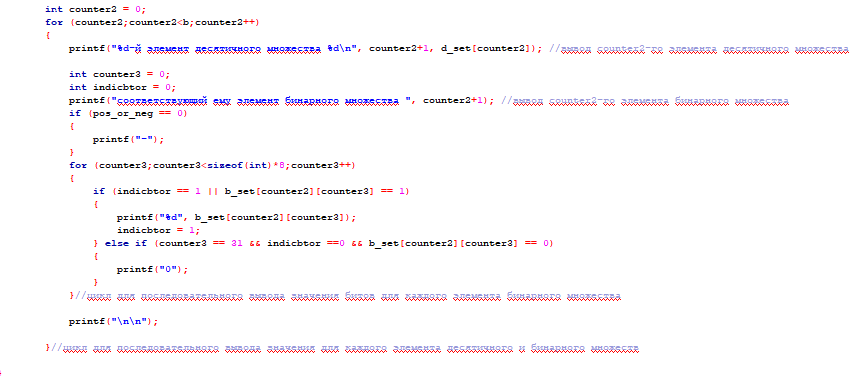 int counter2 = 0;
for (counter2;counter2<b;counter2++)
{
printf("%d-й элемент десятичного множества %d\n", counter2+1, d_set[counter2]); //вывод counter2-го элемента десятичного множества
int counter3 = 0;
int indicbtor = 0;
printf("соответствующий ему элемент бинарного множества ", counter2+1); //вывод counter2-го элемента бинарного множества
if (pos_or_neg == 0)
{
printf("-");
}
for (counter3;counter3<sizeof(int)*8;counter3++)
{
if (indicbtor == 1 || b_set[counter2][counter3] == 1)
{
printf("%d", b_set[counter2][counter3]);
indicbtor = 1;
} else if (counter3 == 31 && indicbtor ==0 && b_set[counter2][counter3] == 0)
{
printf("0");
}
}//цикл для последовательного вывода значения битов для каждого элемента бинарного множества
printf("\n\n");
}//цикл для последовательного вывода значения для каждого элемента десятичного и бинарного множеств
}